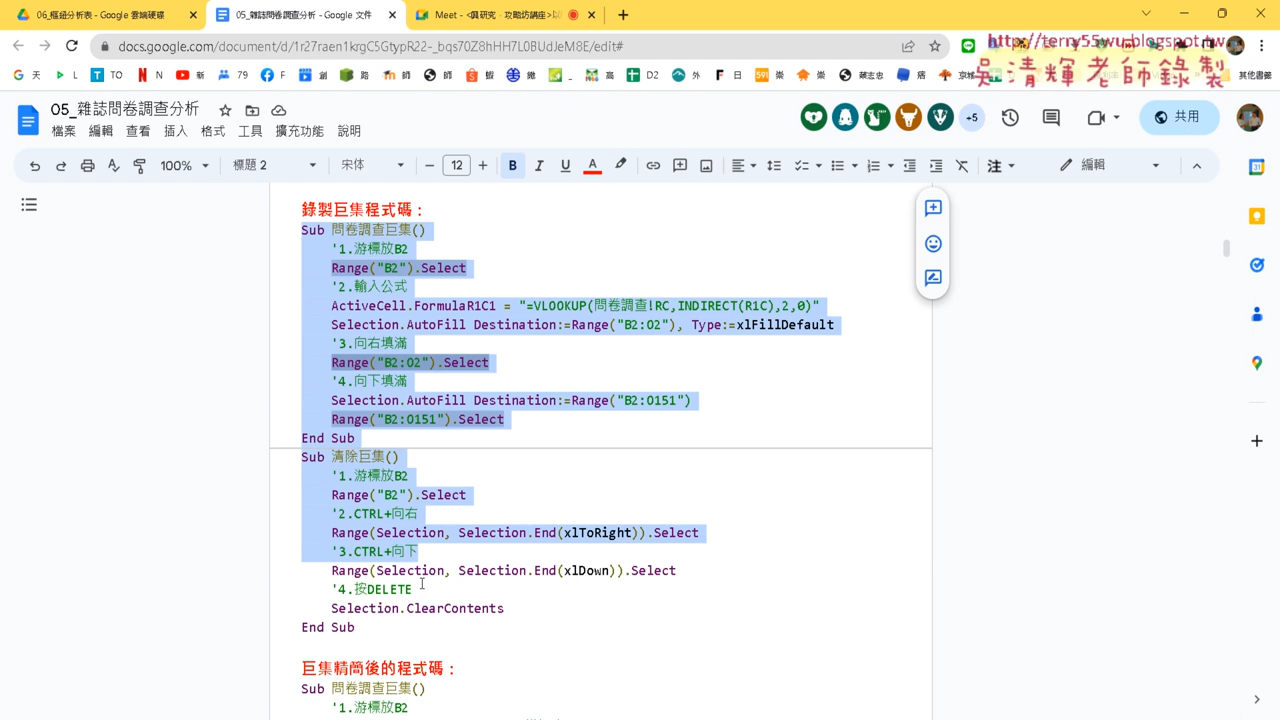 06_樞紐分析表 - Google 雲端硬碟
05_雜誌問卷調查分析 - Google 文件
docs.google.com/document/d/1r27raen1krgC5GtyoR22-_bqs70Z8hHH7L0BUdJeM8E/edit#
http://terry55wu.blogspot.tw
吳清輝老師錄製
05_雜誌問卷調查分析
檔案 編輯 查看 插入 格式 工具 擴充功能 說明
+5
共用
100% 標題 2 宋体 12 B I U A 注 編輯
錄製巨集程式碼：
Sub 問卷調查巨集()
'1.游標放B2
Range("B2").Select
'2.輸入公式
ActiveCell.FormulaR1C1 = "=VLOOKUP(問卷調查!RC,INDIRECT(R1C),2,0)"
Selection.AutoFill Destination:=Range("B2:O2"), Type:=xlFillDefault
'3.向右填滿
Range("B2:O2").Select
'4.向下填滿
Selection.AutoFill Destination:=Range("B2:O151")
Range("B2:O151").Select
End Sub
Sub 清除巨集()
'1.游標放B2
Range("B2").Select
'2.CTRL+向右
Range(Selection, Selection.End(xlToRight)).Select
'3.CTRL+向下
Range(Selection, Selection.End(xlDown)).Select
'4.按DELETE
Selection.ClearContents
End Sub
巨集精簡後的程式碼：
Sub 問卷調查巨集()
'1.游標放B2